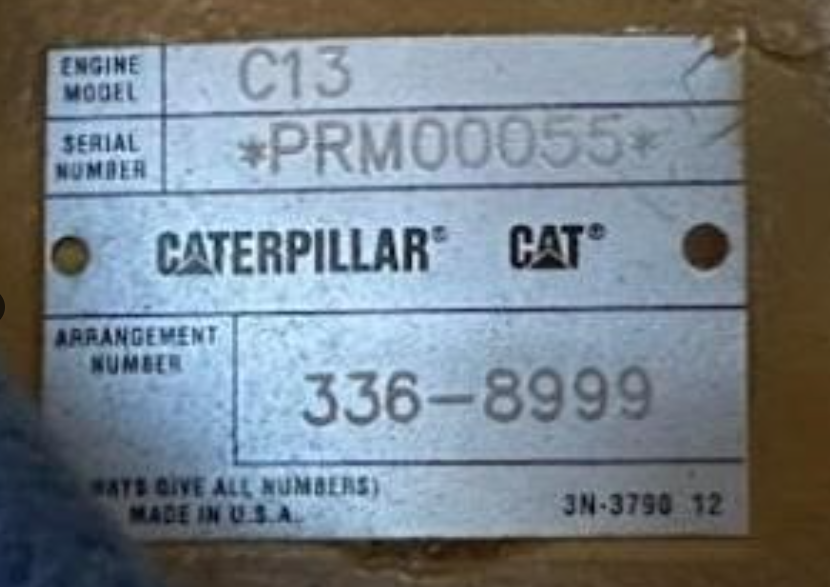 ENGINE MODEL C13
SERIAL NUMBER *PRM00055*
CATERPILLAR® CAT®
ARRANGEMENT NUMBER 336-8999
GIVE ALL NUMBERS)
MADE IN U.S.A. 3N-3790 12